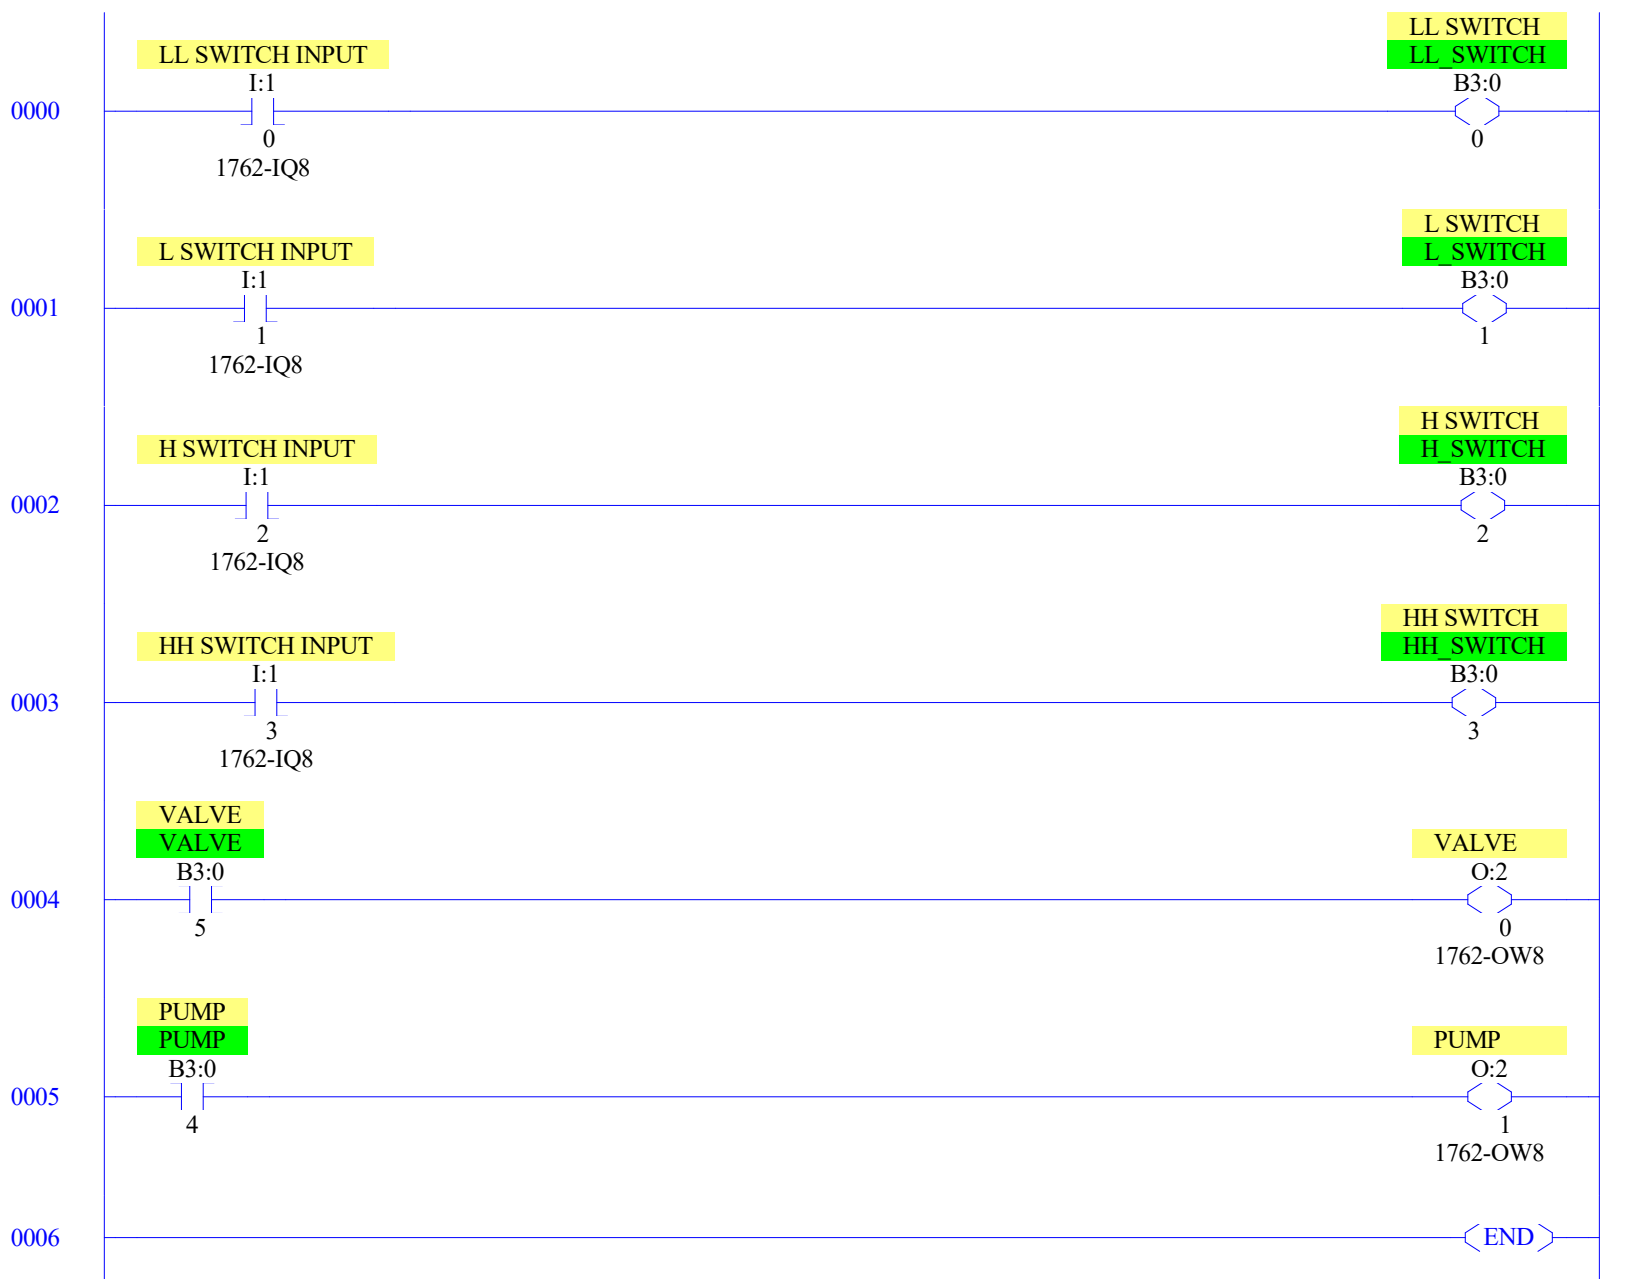 LL SWITCH INPUT
I:1
0000
0
1762-IQ8
LL SWITCH
LL_SWITCH
B3:0
0
L SWITCH INPUT
I:1
0001
1
1762-IQ8
L SWITCH
L_SWITCH
B3:0
1
H SWITCH INPUT
I:1
0002
2
1762-IQ8
H SWITCH
H_SWITCH
B3:0
2
HH SWITCH INPUT
I:1
0003
3
1762-IQ8
HH SWITCH
HH_SWITCH
B3:0
3
VALVE
VALVE
B3:0
0004
5
VALVE
O:2
0
1762-OW8
PUMP
PUMP
B3:0
0005
4
PUMP
O:2
1
1762-OW8
0006
END